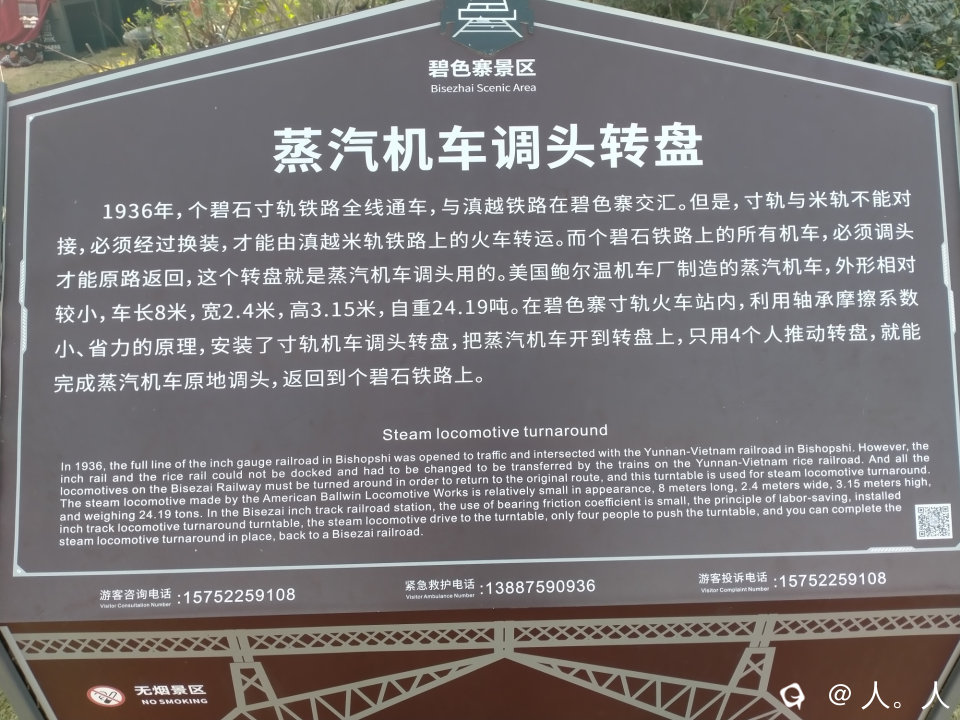 碧色寨景区
Bisezhai Scenic Area
蒸汽机车调头转盘
1936年，个碧石寸轨铁路全线通车，与滇越铁路在碧色寨交汇。但是，寸轨与米轨不能对
接，必须经过换装，才能由滇越米轨铁路上的火车转运。而个碧石铁路上的所有机车，必须调头
才能原路返回，这个转盘就是蒸汽机车调头用的。美国鲍尔温机车厂制造的蒸汽机车，外形相对
较小，车长8米，宽2.4米，高3.15米，自重24.19吨。在碧色寨寸轨火车站内，利用轴承摩擦系数
小、省力的原理，安装了寸轨机车调头转盘，把蒸汽机车开到转盘上，只用4个人推动转盘，就能
完成蒸汽机车原地调头，返回到个碧石铁路上。
Steam locomotive turnaround
In 1936, the full line of the inch gauge railroad in Bishopshi was opened to traffic and intersected with the Yunnan-Vietnam railroad in Bishopshi. However, the
inch rail and the rice rail could not be docked and had to be changed to be transferred by the trains on the Yunnan-Vietnam rice railroad. And all the
locomotives on the Bisezai Railway must be turned around in order to return to the original route, and this turntable is used for steam locomotive turnaround.
The steam locomotive made by the American Ballwin Locomotive Works is relatively small in appearance, 8 meters long, 2.4 meters wide, 3.15 meters high,
and weighing 24.19 tons. In the Bisezai inch track railroad station, the use of bearing friction coefficient is small, the principle of labor-saving, installed
inch track locomotive turnaround turntable, the steam locomotive drive to the turntable, only four people to push the turntable, and you can complete the
steam locomotive turnaround in place, back to a Bisezai railroad.
游客咨询电话 :15752259108 紧急救护电话 :13887590936 游客投诉电话 :15752259108
Visitor Consultation Number Visitor Ambulance Number Visitor Complaint Number
无烟景区
NO SMOKING
@人。人